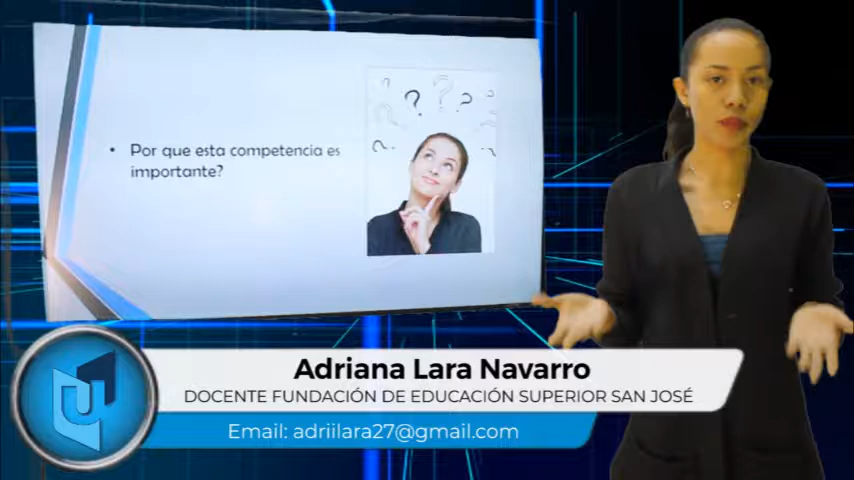 • Por que esta competencia es
importante?
Adriana Lara Navarro
DOCENTE FUNDACIÓN DE EDUCACIÓN SUPERIOR SAN JOSÉ
Email: adriilara27@gmail.com